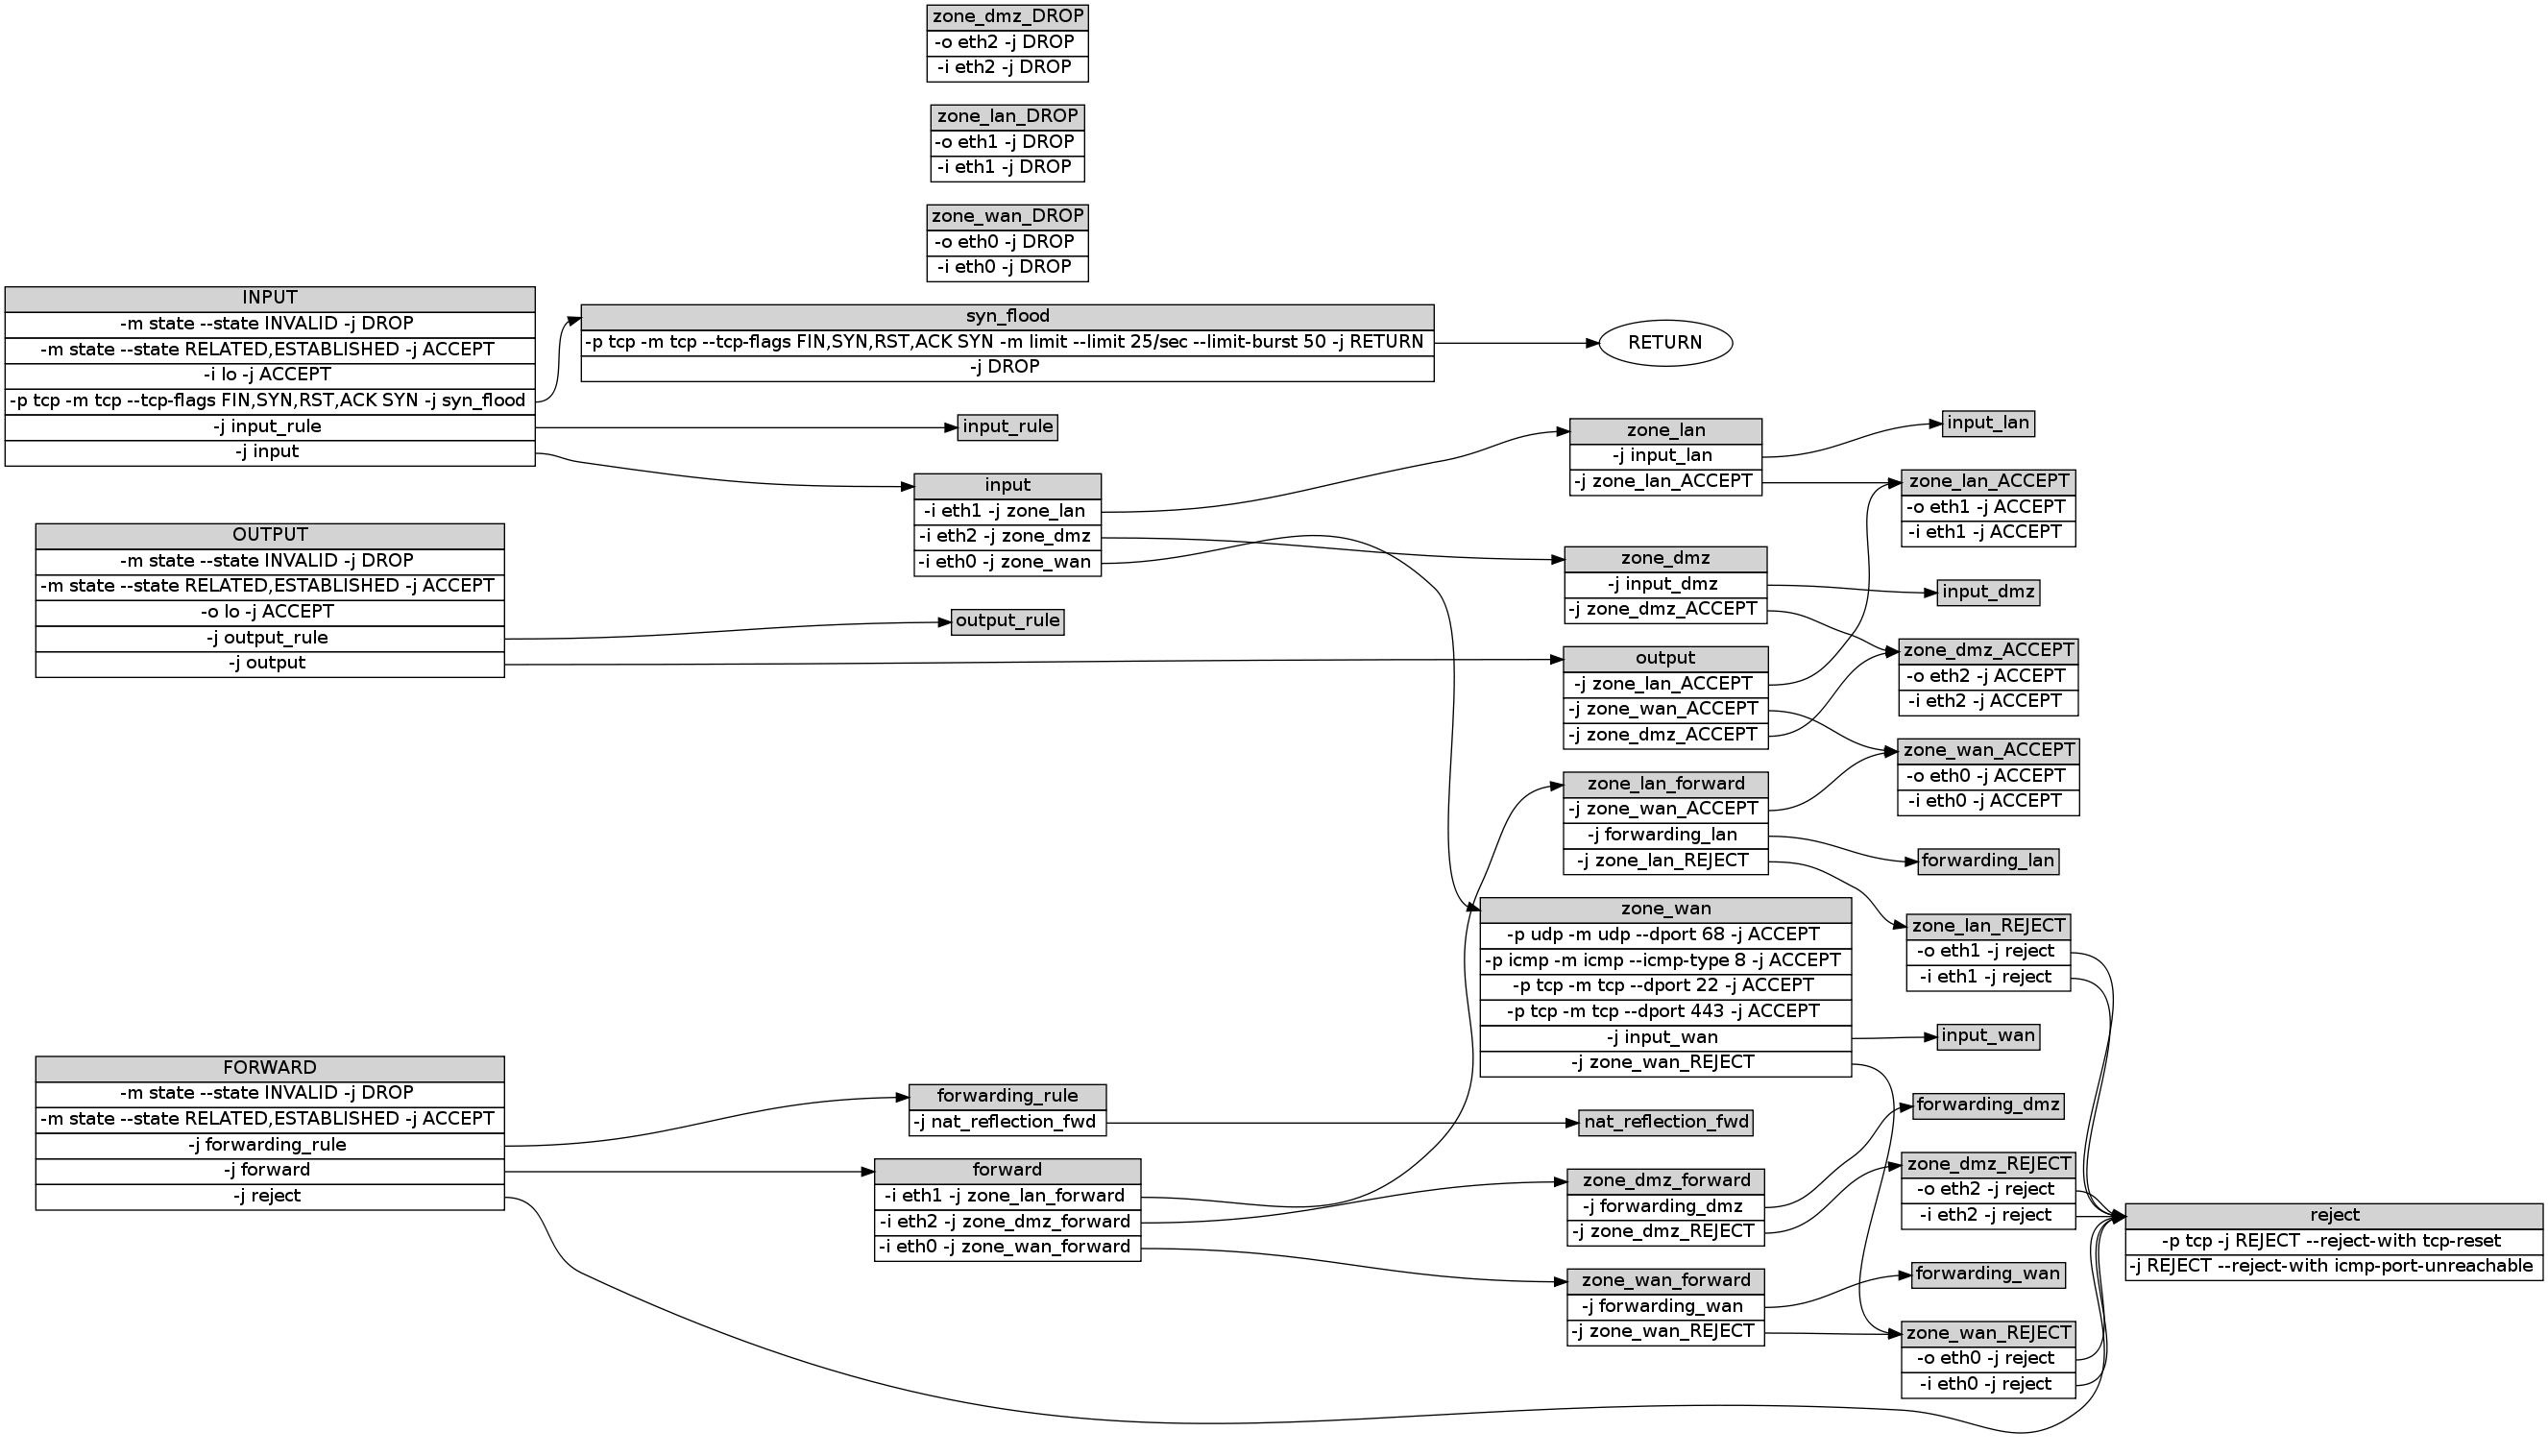 zone_dmz_DROP
-o eth2 -j DROP
-i eth2 -j DROP
zone_lan_DROP
-o eth1 -j DROP
-i eth1 -j DROP
zone_wan_DROP
-o eth0 -j DROP
-i eth0 -j DROP
INPUT
-m state --state INVALID -j DROP
-m state --state RELATED,ESTABLISHED -j ACCEPT
-i lo -j ACCEPT
-p tcp -m tcp --tcp-flags FIN,SYN,RST,ACK SYN -j syn_flood
-j input_rule
-j input
syn_flood
-p tcp -m tcp --tcp-flags FIN,SYN,RST,ACK SYN -m limit --limit 25/sec --limit-burst 50 -j RETURN
-j DROP
RETURN
input_rule
input
-i eth1 -j zone_lan
-i eth2 -j zone_dmz
-i eth0 -j zone_wan
zone_lan
-j input_lan
-j zone_lan_ACCEPT
input_lan
zone_lan_ACCEPT
-o eth1 -j ACCEPT
-i eth1 -j ACCEPT
OUTPUT
-m state --state INVALID -j DROP
-m state --state RELATED,ESTABLISHED -j ACCEPT
-o lo -j ACCEPT
-j output_rule
-j output
output_rule
zone_dmz
-j input_dmz
-j zone_dmz_ACCEPT
input_dmz
output
-j zone_lan_ACCEPT
-j zone_wan_ACCEPT
-j zone_dmz_ACCEPT
zone_dmz_ACCEPT
-o eth2 -j ACCEPT
-i eth2 -j ACCEPT
zone_wan_ACCEPT
-o eth0 -j ACCEPT
-i eth0 -j ACCEPT
zone_lan_forward
-j zone_wan_ACCEPT
-j forwarding_lan
-j zone_lan_REJECT
forwarding_lan
zone_wan
-p udp -m udp --dport 68 -j ACCEPT
-p icmp -m icmp --icmp-type 8 -j ACCEPT
-p tcp -m tcp --dport 22 -j ACCEPT
-p tcp -m tcp --dport 443 -j ACCEPT
-j input_wan
-j zone_wan_REJECT
zone_lan_REJECT
-o eth1 -j reject
-i eth1 -j reject
input_wan
FORWARD
-m state --state INVALID -j DROP
-m state --state RELATED,ESTABLISHED -j ACCEPT
-j forwarding_rule
-j forward
-j reject
forwarding_rule
-j nat_reflection_fwd
nat_reflection_fwd
forward
-i eth1 -j zone_lan_forward
-i eth2 -j zone_dmz_forward
-i eth0 -j zone_wan_forward
zone_dmz_forward
-j forwarding_dmz
-j zone_dmz_REJECT
forwarding_dmz
zone_dmz_REJECT
-o eth2 -j reject
-i eth2 -j reject
zone_wan_forward
-j forwarding_wan
-j zone_wan_REJECT
forwarding_wan
zone_wan_REJECT
-o eth0 -j reject
-i eth0 -j reject
reject
-p tcp -j REJECT --reject-with tcp-reset
-j REJECT --reject-with icmp-port-unreachable